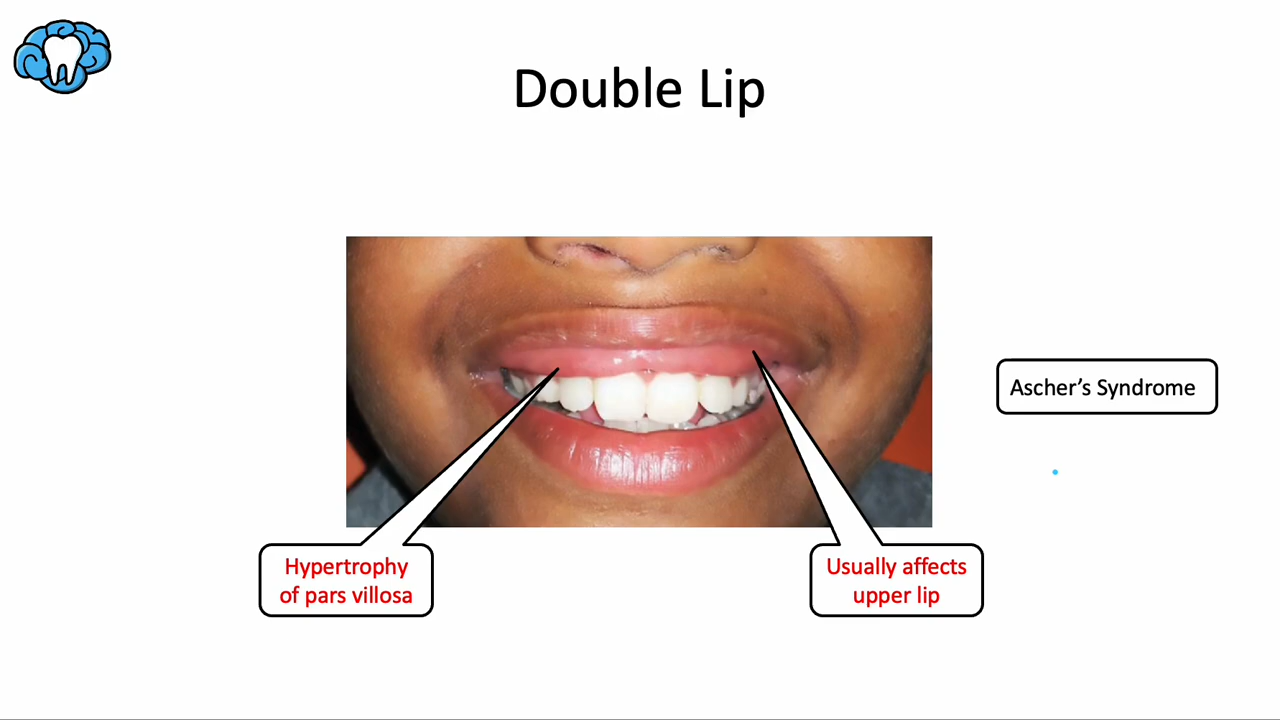 Double Lip
Ascher’s Syndrome
Hypertrophy
of pars villosa
Usually affects
upper lip